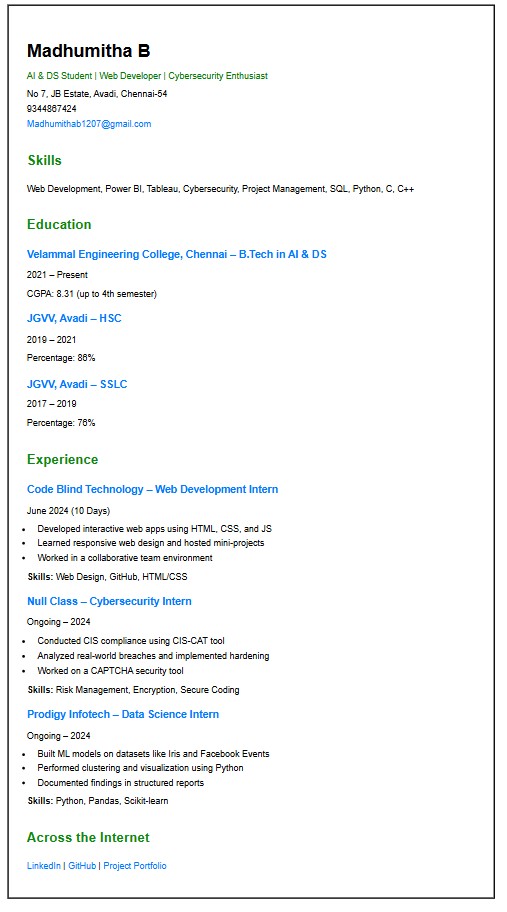 Madhumitha B
AI & DS Student | Web Developer | Cybersecurity Enthusiast
No 7, JB Estate, Avadi, Chennai-54
9344867424
Madhumithab1207@gmail.com
Skills
Web Development, Power BI, Tableau, Cybersecurity, Project Management, SQL, Python, C, C++
Education
Velammal Engineering College, Chennai – B.Tech in AI & DS
2021 – Present
CGPA: 8.31 (up to 4th semester)
JGVV, Avadi – HSC
2019 – 2021
Percentage: 86%
JGVV, Avadi – SSLC
2017 – 2019
Percentage: 76%
Experience
Code Blind Technology – Web Development Intern
June 2024 (10 Days)
• Developed interactive web apps using HTML, CSS, and JS
• Learned responsive web design and hosted mini-projects
• Worked in a collaborative team environment
Skills: Web Design, GitHub, HTML/CSS
Null Class – Cybersecurity Intern
Ongoing – 2024
• Conducted CIS compliance using CIS-CAT tool
• Analyzed real-world breaches and implemented hardening
• Worked on a CAPTCHA security tool
Skills: Risk Management, Encryption, Secure Coding
Prodigy Infotech – Data Science Intern
Ongoing – 2024
• Built ML models on datasets like Iris and Facebook Events
• Performed clustering and visualization using Python
• Documented findings in structured reports
Skills: Python, Pandas, Scikit-learn
Across the Internet
LinkedIn | GitHub | Project Portfolio